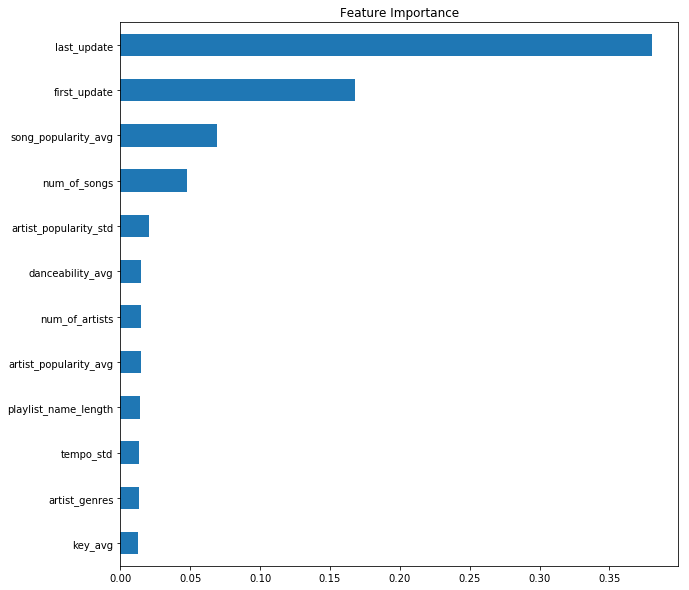 Feature Importance
last_update
first_update
song_popularity_avg
num_of_songs
artist_popularity_std
danceability_avg
num_of_artists
artist_popularity_avg
playlist_name_length
tempo_std
artist_genres
key_avg
0.00 0.05 0.10 0.15 0.20 0.25 0.30 0.35